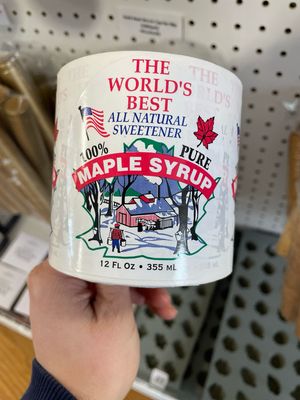 THE
WORLD'S
BEST
ALL NATURAL
SWEETENER
100% PURE
MAPLE SYRUP
12 FL OZ • 355 ML